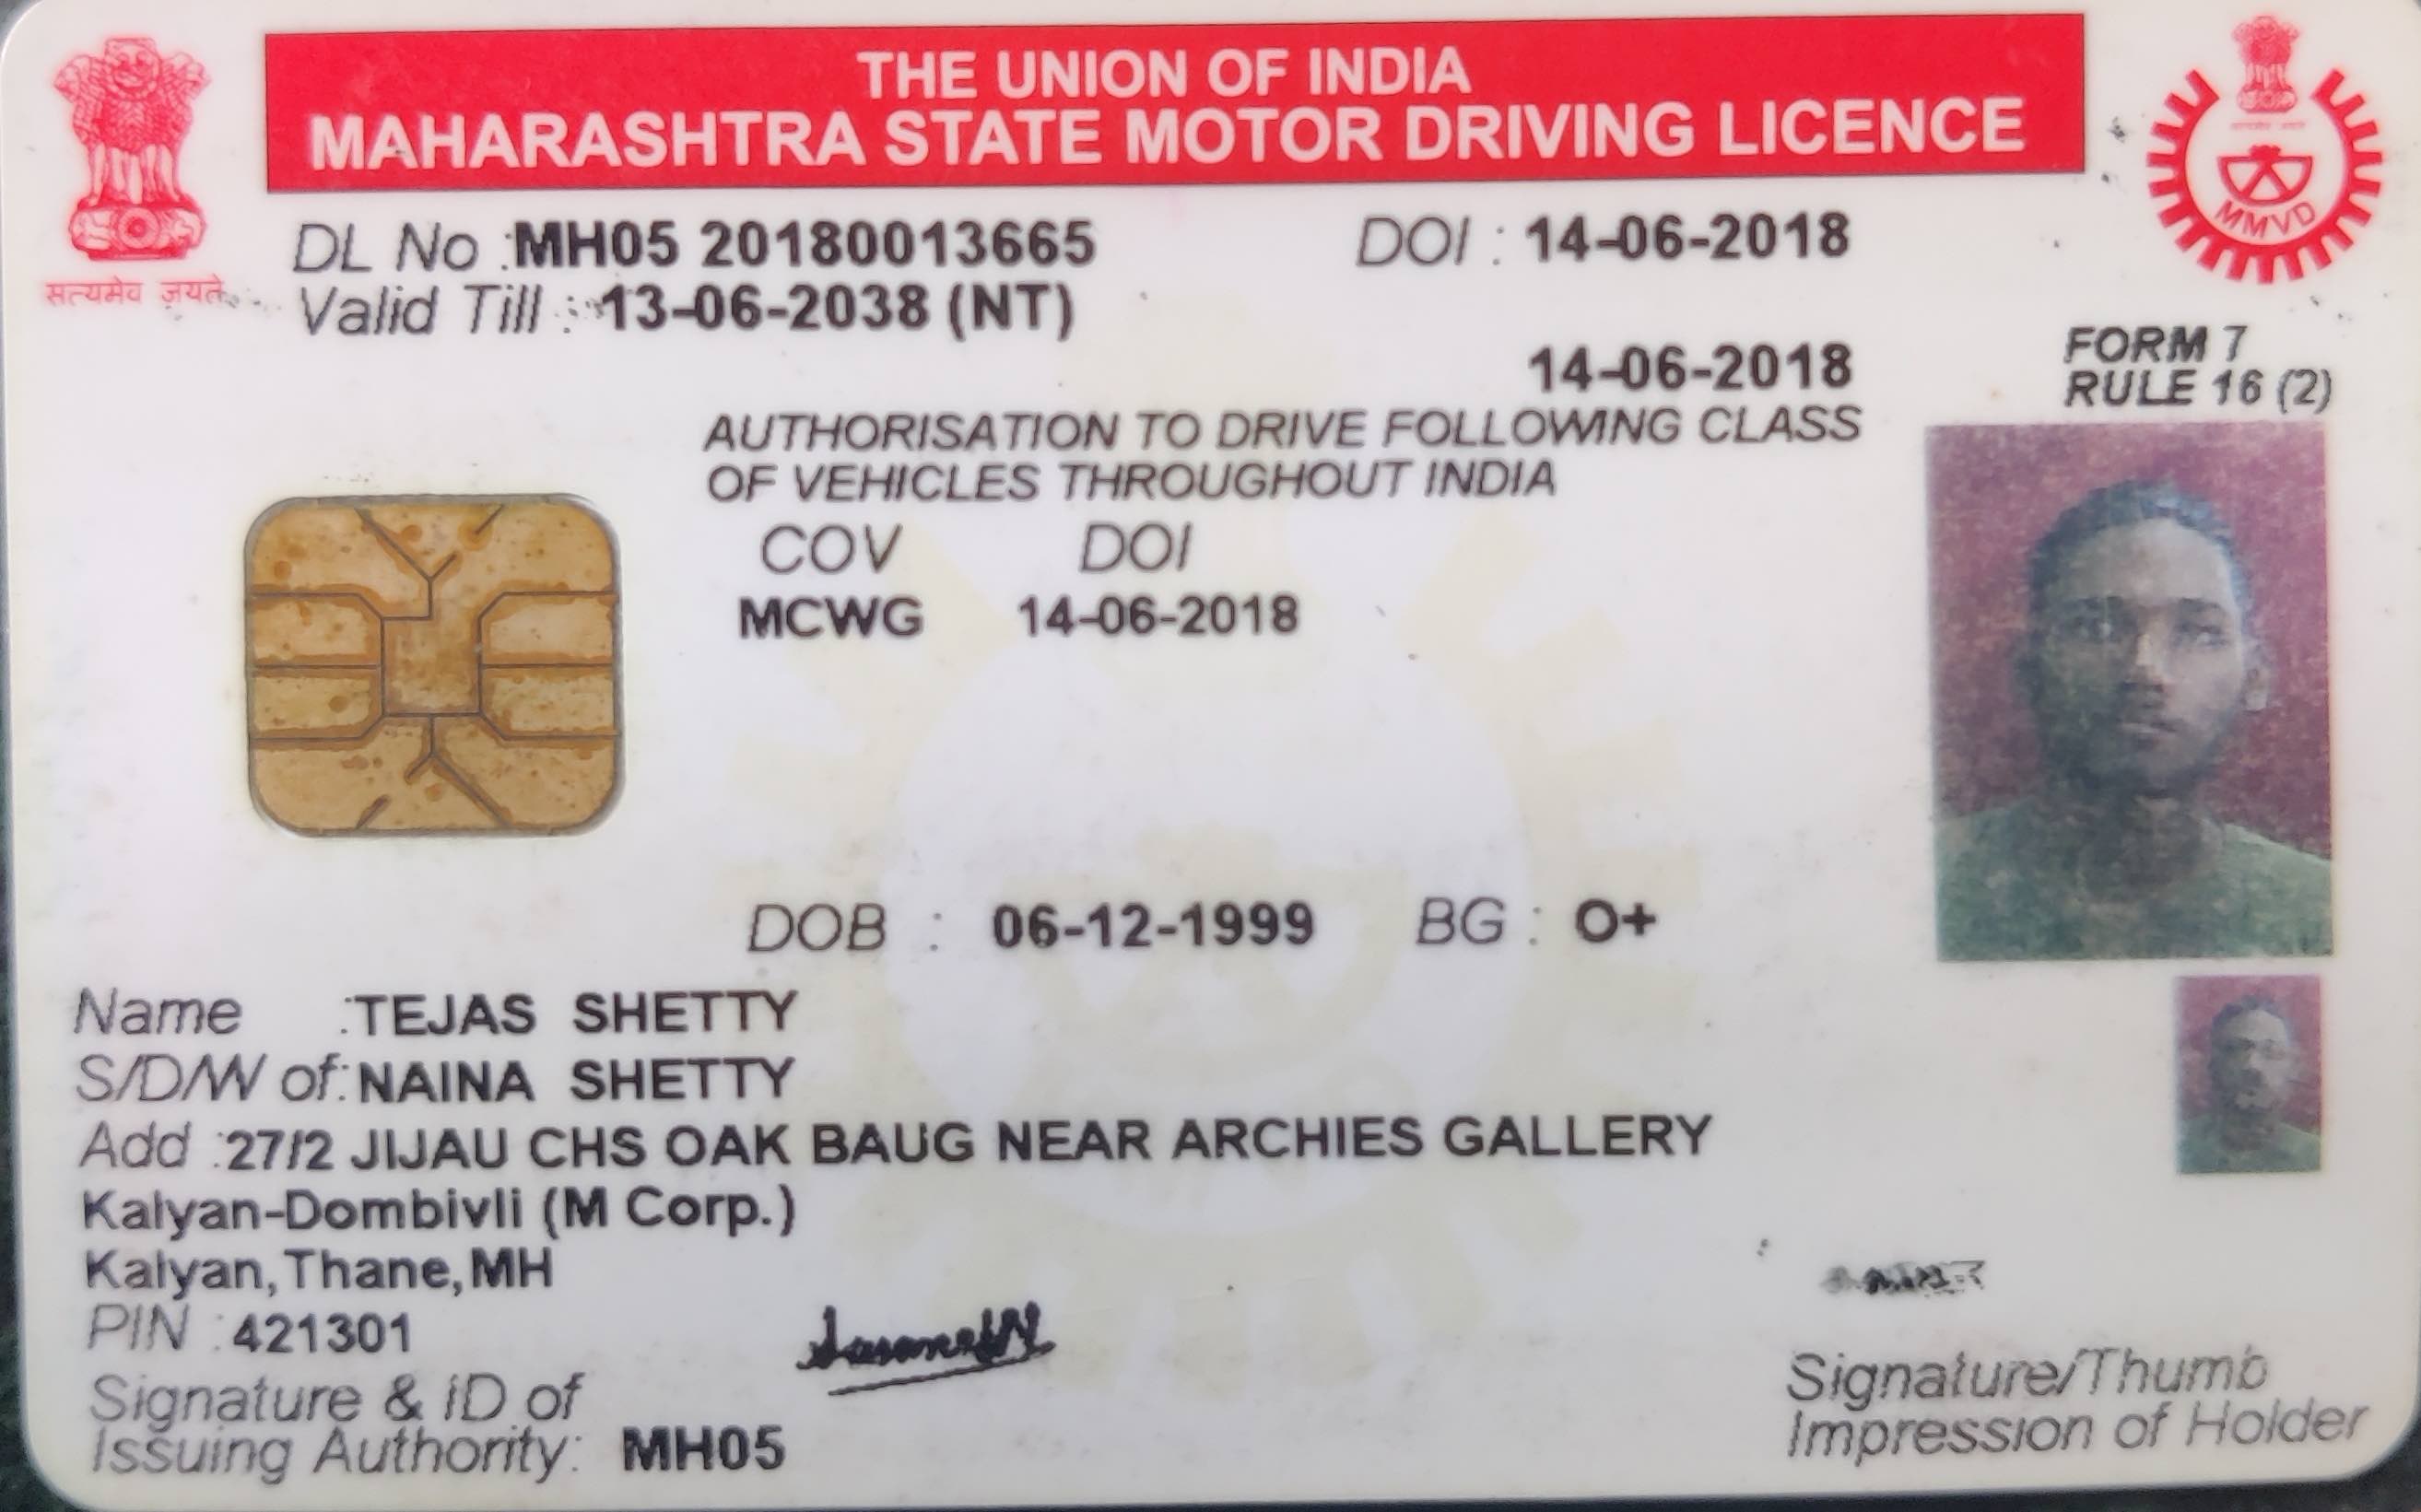 THE UNION OF INDIA
MAHARASHTRA STATE MOTOR DRIVING LICENCE
सत्यमेव जयते
MMVD
DL No :MH05 20180013665 DOI : 14-06-2018
Valid Till : 13-06-2038 (NT)
14-06-2018
FORM 7
RULE 16 (2)
AUTHORISATION TO DRIVE FOLLOWING CLASS
OF VEHICLES THROUGHOUT INDIA
COV DOI
MCWG 14-06-2018
DOB : 06-12-1999 BG : O+
Name :TEJAS SHETTY
S/D/W of:NAINA SHETTY
Add :27/2 JIJAU CHS OAK BAUG NEAR ARCHIES GALLERY
Kalyan-Dombivli (M Corp.)
Kalyan,Thane,MH
PIN :421301
Signature & ID of
Issuing Authority: MH05
Signature/Thumb
Impression of Holder